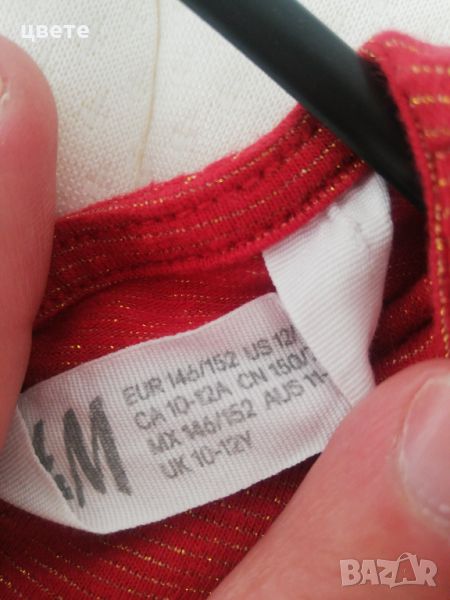 цвете
EUR 146/152 US 12
CA 10-12A CN 150/
MX 146/152 AUS 11-
UK 10-12Y
&M
BAZAR